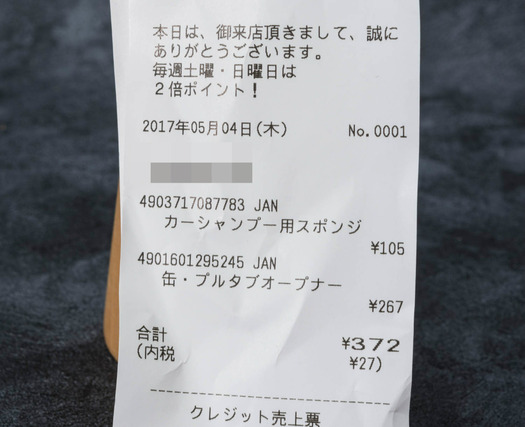 本日は、御来店頂きまして、誠に
ありがとうございます。
毎週土曜・日曜日は
２倍ポイント！
2017年05月04日(木) No.0001
4903717087783 JAN
カーシャンプー用スポンジ
¥105
4901601295245 JAN
缶・プルタブオープナー
¥267
合計 ¥372
(内税 ¥27)
クレジット売上票